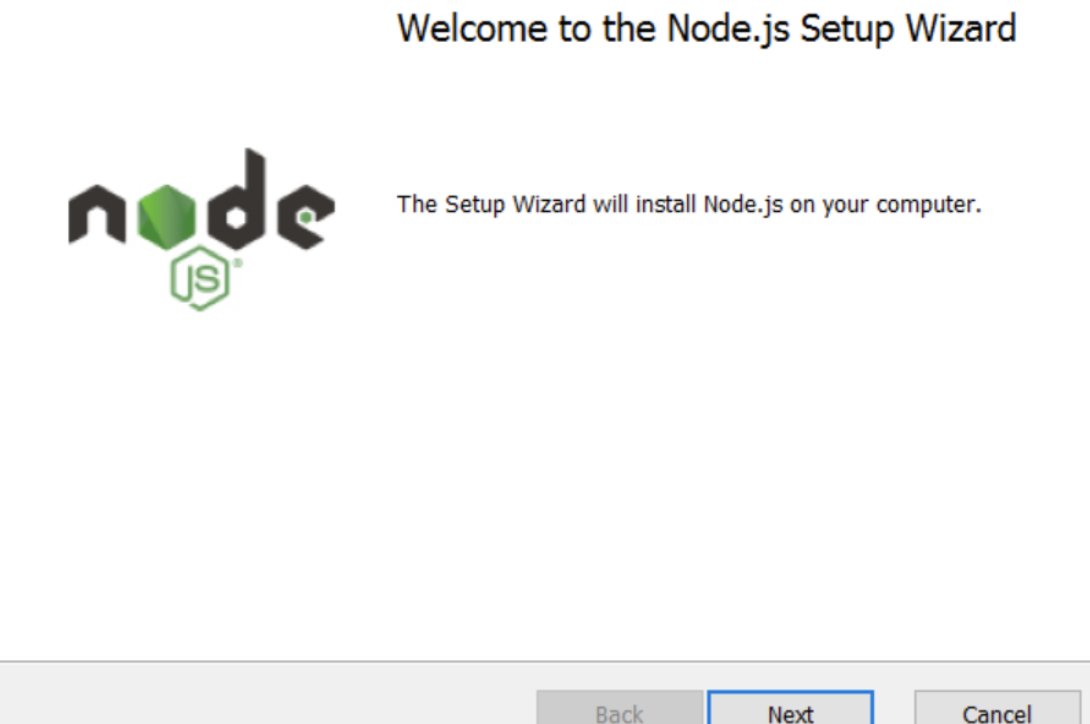 Welcome to the Node.js Setup Wizard
node
JS®
The Setup Wizard will install Node.js on your computer.
Back Next Cancel